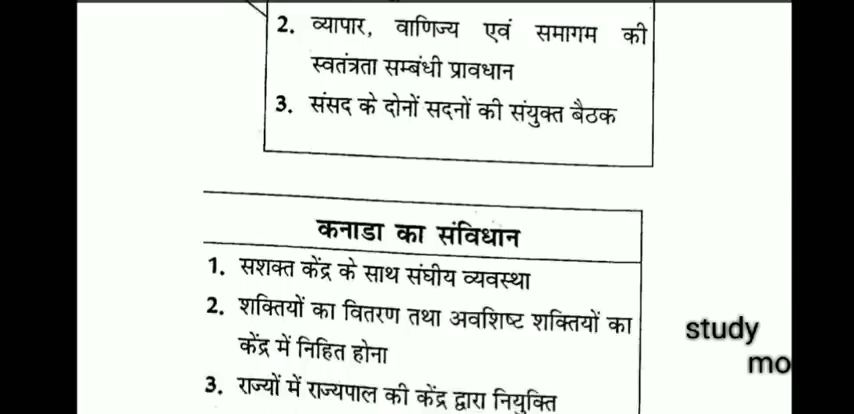 2. व्यापार, वाणिज्य एवं समागम की
स्वतंत्रता सम्बंधी प्रावधान
3. संसद के दोनों सदनों की संयुक्त बैठक
कनाडा का संविधान
1. सशक्त केंद्र के साथ संघीय व्यवस्था
2. शक्तियों का वितरण तथा अवशिष्ट शक्तियों का
केंद्र में निहित होना
3. राज्यों में राज्यपाल की केंद्र द्वारा नियुक्ति
study
mo